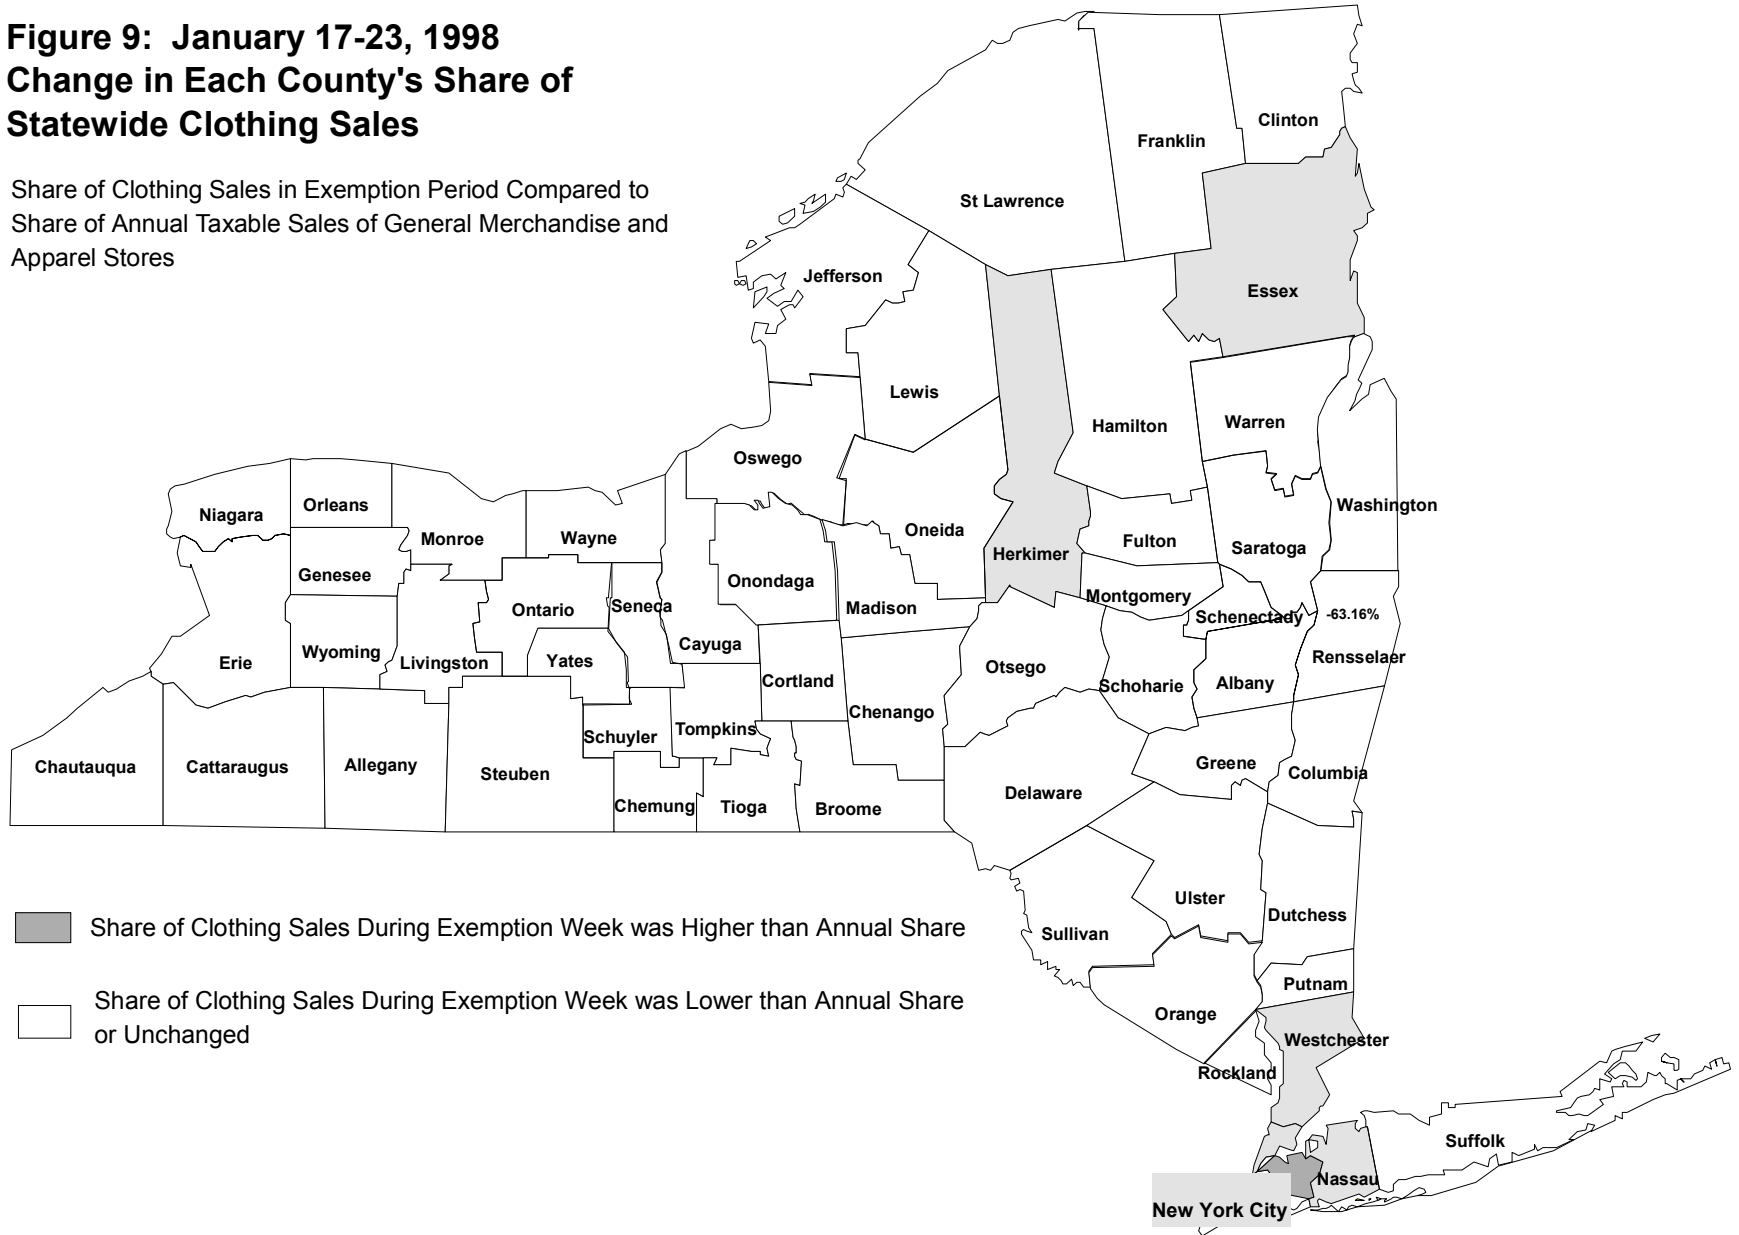 Figure 9:  January 17-23, 1998
Change in Each County's Share of
Statewide Clothing Sales
Share of Clothing Sales in Exemption Period Compared to
Share of Annual Taxable Sales of General Merchandise and
Apparel Stores
Clinton
Franklin
St Lawrence
Jefferson
Essex
Lewis
Hamilton
Warren
Oswego
Washington
Niagara
Orleans
Monroe
Wayne
Oneida
Herkimer
Fulton
Saratoga
Genesee
Onondaga
Montgomery
Ontario
Seneca
Madison
Schenectady
-63.16%
Cayuga
Erie
Wyoming
Livingston
Yates
Otsego
Rensselaer
Cortland
Schoharie
Albany
Chenango
Tompkins
Schuyler
Chautauqua
Cattaraugus
Allegany
Steuben
Greene
Columbia
Delaware
Chemung
Tioga
Broome
Ulster
Dutchess
Share of Clothing Sales During Exemption Week was Higher than Annual Share
Sullivan
Putnam
Share of Clothing Sales During Exemption Week was Lower than Annual Share
or Unchanged
Orange
Westchester
Rockland
Suffolk
Nassau
New York City